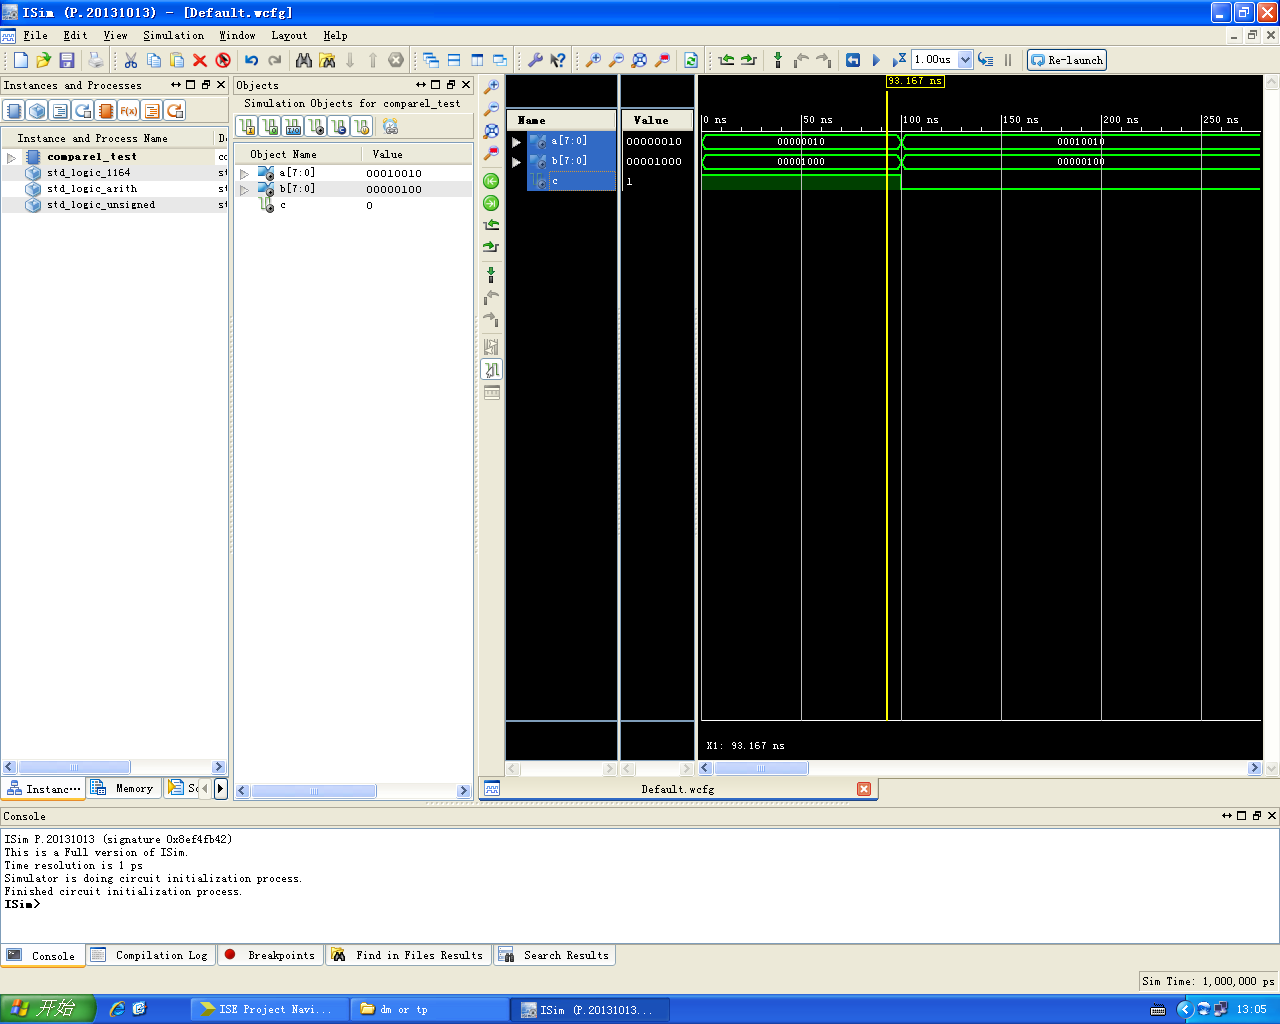 ISim (P.20131013) - [Default.wcfg]
File Edit View Simulation Window Layout Help
1.00us
Re-launch
Instances and Processes
Instance and Process Name
comparel_test
std_logic_1164
std_logic_arith
std_logic_unsigned
Instanc...
Memory
Objects
Simulation Objects for comparel_test
Object Name Value
a[7:0] 00010010
b[7:0] 00000100
c 0
Name Value
a[7:0] 00000010
b[7:0] 00001000
c 1
93.167 ns
0 ns 50 ns 100 ns 150 ns 200 ns 250 ns
00000010 00010010
00001000 00000100
X1: 93.167 ns
Default.wcfg
Console
ISim P.20131013 (signature 0x8ef4fb42)
This is a Full version of ISim.
Time resolution is 1 ps
Simulator is doing circuit initialization process.
Finished circuit initialization process.
ISim>
Console Compilation Log Breakpoints Find in Files Results Search Results
Sim Time: 1,000,000 ps
开始 ISE Project Navi... dm or tp ISim (P.20131013... 13:05